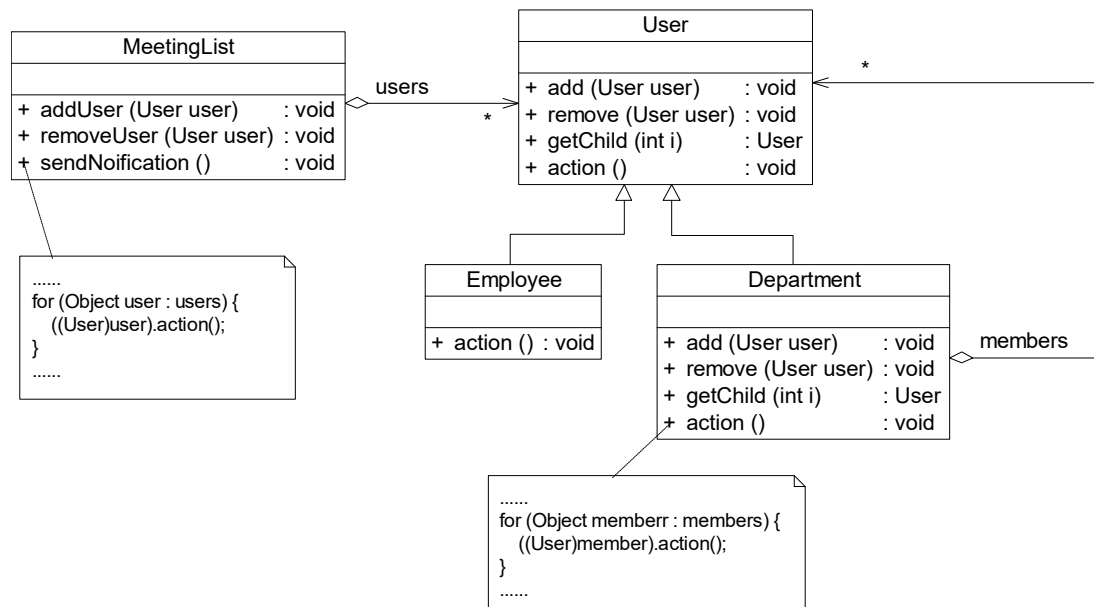 MeetingList
+ addUser (User user) : void
+ removeUser (User user) : void
+ sendNoification () : void
users
*
User
+ add (User user) : void
+ remove (User user) : void
+ getChild (int i) : User
+ action () : void
*
......
for (Object user : users) {
((User)user).action();
}
......
Employee
+ action () : void
Department
+ add (User user) : void
+ remove (User user) : void
+ getChild (int i) : User
+ action () : void
members
......
for (Object memberr : members) {
((User)member).action();
}
......